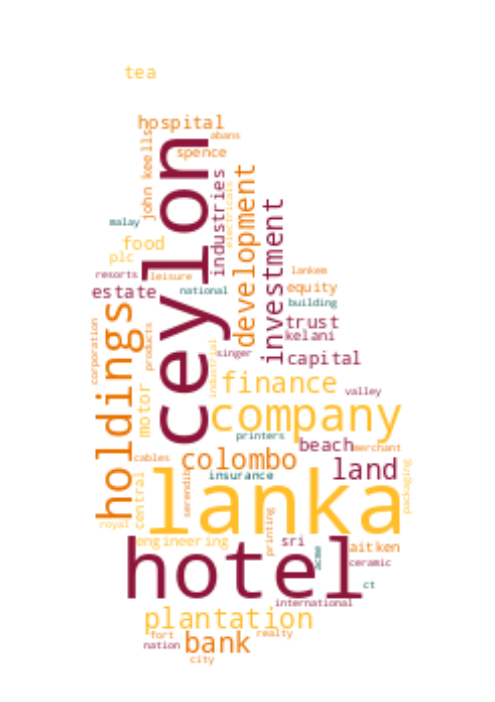 tea
hospital
abans
spence
john keells
ceylon
industries
electricals
development
investment
malay
food
plc
resorts
leisure
lankem
estate
national
equity
building
holdings
trust
kelani
corporation
products
industrial
singer
capital
finance
motor
valley
company
printers
beach
merchant
colombo
cables
insurance
land
serendib
packaging
central
lanka
royal
printing
engineering
sri
aitken
acme
hotel
ceramic
ct
international
plantation
fort
realty
nation
bank
city